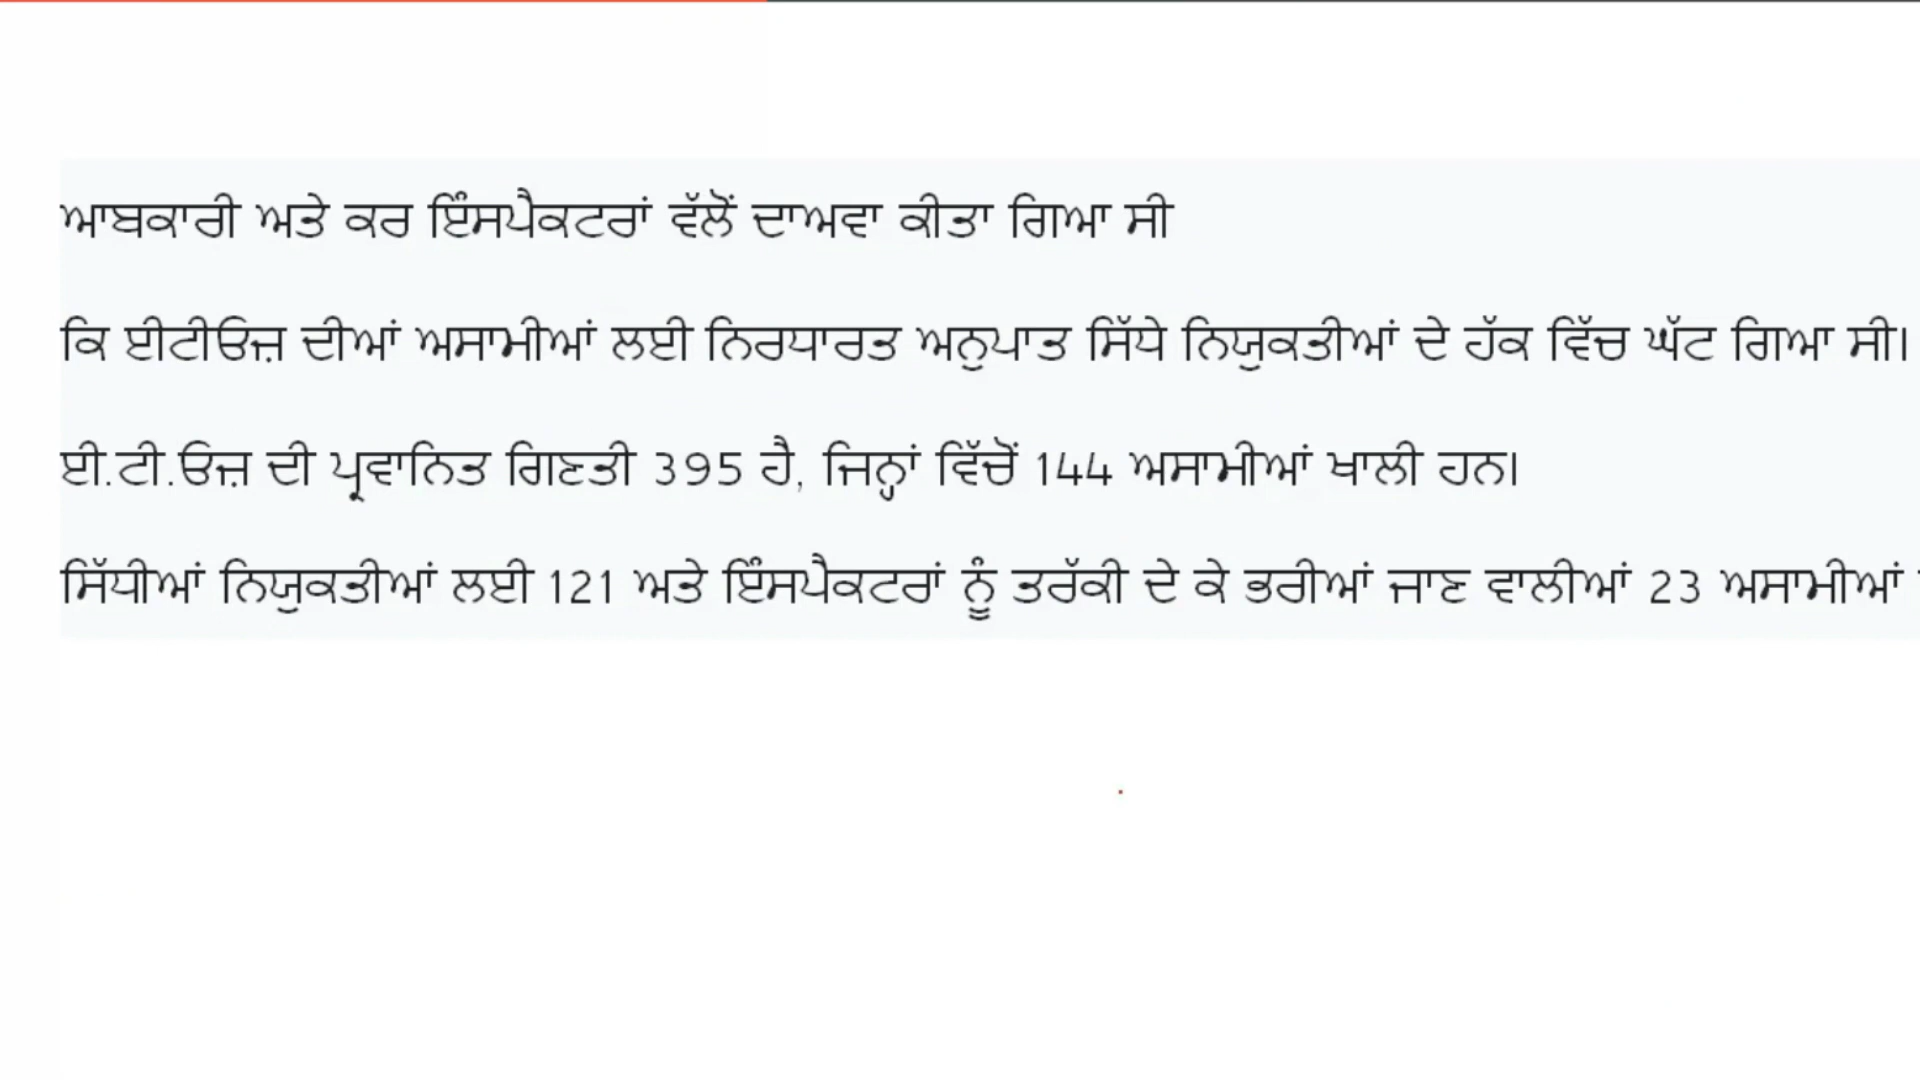 ਆਬਕਾਰੀ ਅਤੇ ਕਰ ਇੰਸਪੈਕਟਰਾਂ ਵੱਲੋਂ ਦਾਅਵਾ ਕੀਤਾ ਗਿਆ ਸੀ
ਕਿ ਈਟੀਓਜ਼ ਦੀਆਂ ਅਸਾਮੀਆਂ ਲਈ ਨਿਰਧਾਰਤ ਅਨੁਪਾਤ ਸਿੱਧੇ ਨਿਯੁਕਤੀਆਂ ਦੇ ਹੱਕ ਵਿੱਚ ਘੱਟ ਗਿਆ ਸੀ।
ਈ.ਟੀ.ਓਜ਼ ਦੀ ਪ੍ਰਵਾਨਿਤ ਗਿਣਤੀ 395 ਹੈ, ਜਿਨ੍ਹਾਂ ਵਿੱਚੋਂ 144 ਅਸਾਮੀਆਂ ਖਾਲੀ ਹਨ।
ਸਿੱਧੀਆਂ ਨਿਯੁਕਤੀਆਂ ਲਈ 121 ਅਤੇ ਇੰਸਪੈਕਟਰਾਂ ਨੂੰ ਤਰੱਕੀ ਦੇ ਕੇ ਭਰੀਆਂ ਜਾਣ ਵਾਲੀਆਂ 23 ਅਸਾਮੀਆਂ